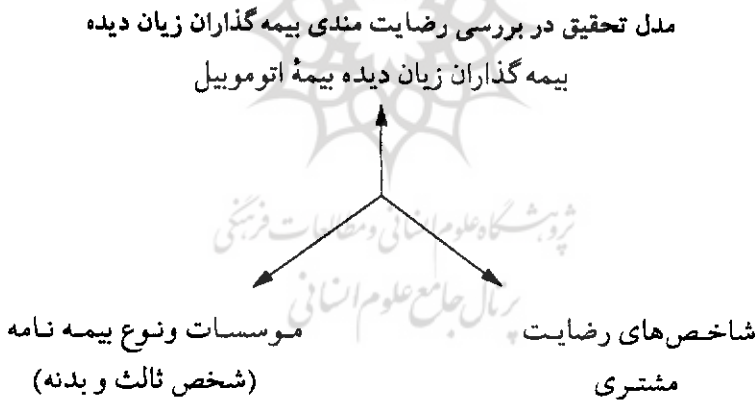 مدل تحقیق در بررسی رضایت مندی بیمه گذاران زیان دیده
بیمه گذاران زیان دیده بیمهٔ اتوموبیل
پژوهشگاه علوم انسانی و مطالعات فرهنگی
پرتال جامع علوم انسانی
شاخص‌های رضایت
مشتری
موسسات ونوع بیمه نامه
(شخص ثالث و بدنه)